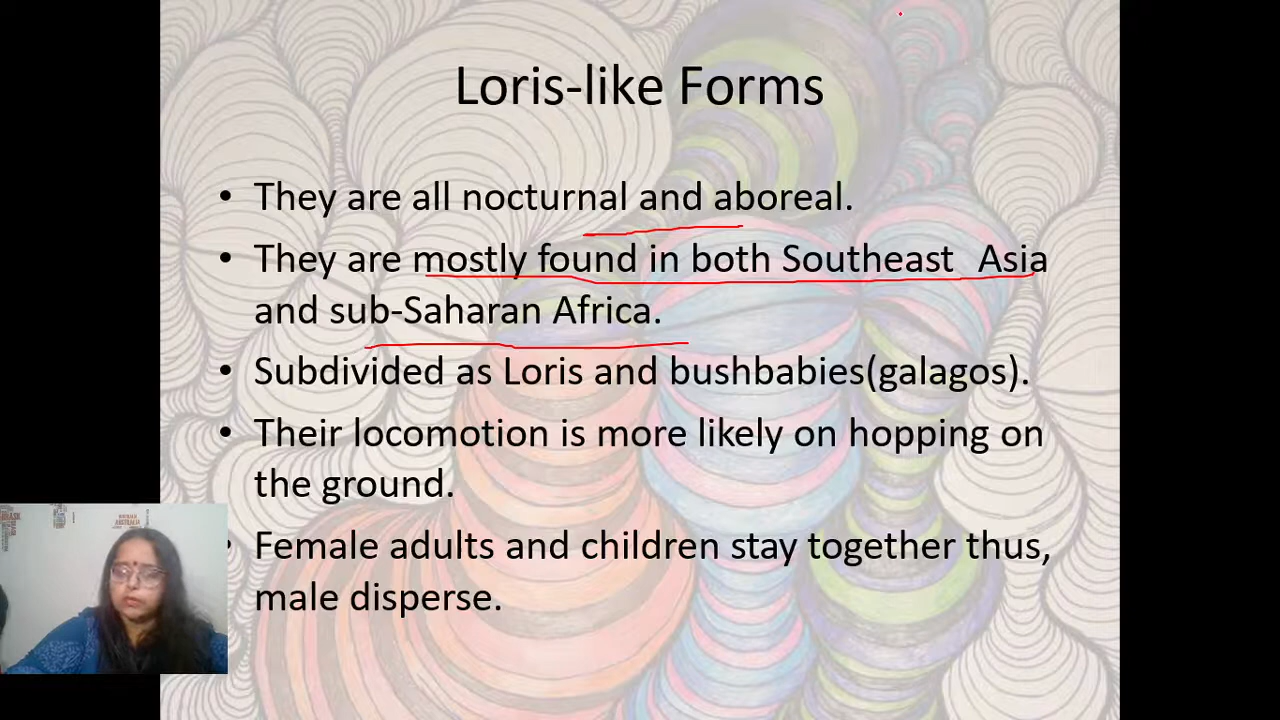 Loris-like Forms
• They are all nocturnal and aboreal.
• They are mostly found in both Southeast Asia
and sub-Saharan Africa.
• Subdivided as Loris and bushbabies(galagos).
• Their locomotion is more likely on hopping on
the ground.
• Female adults and children stay together thus,
male disperse.